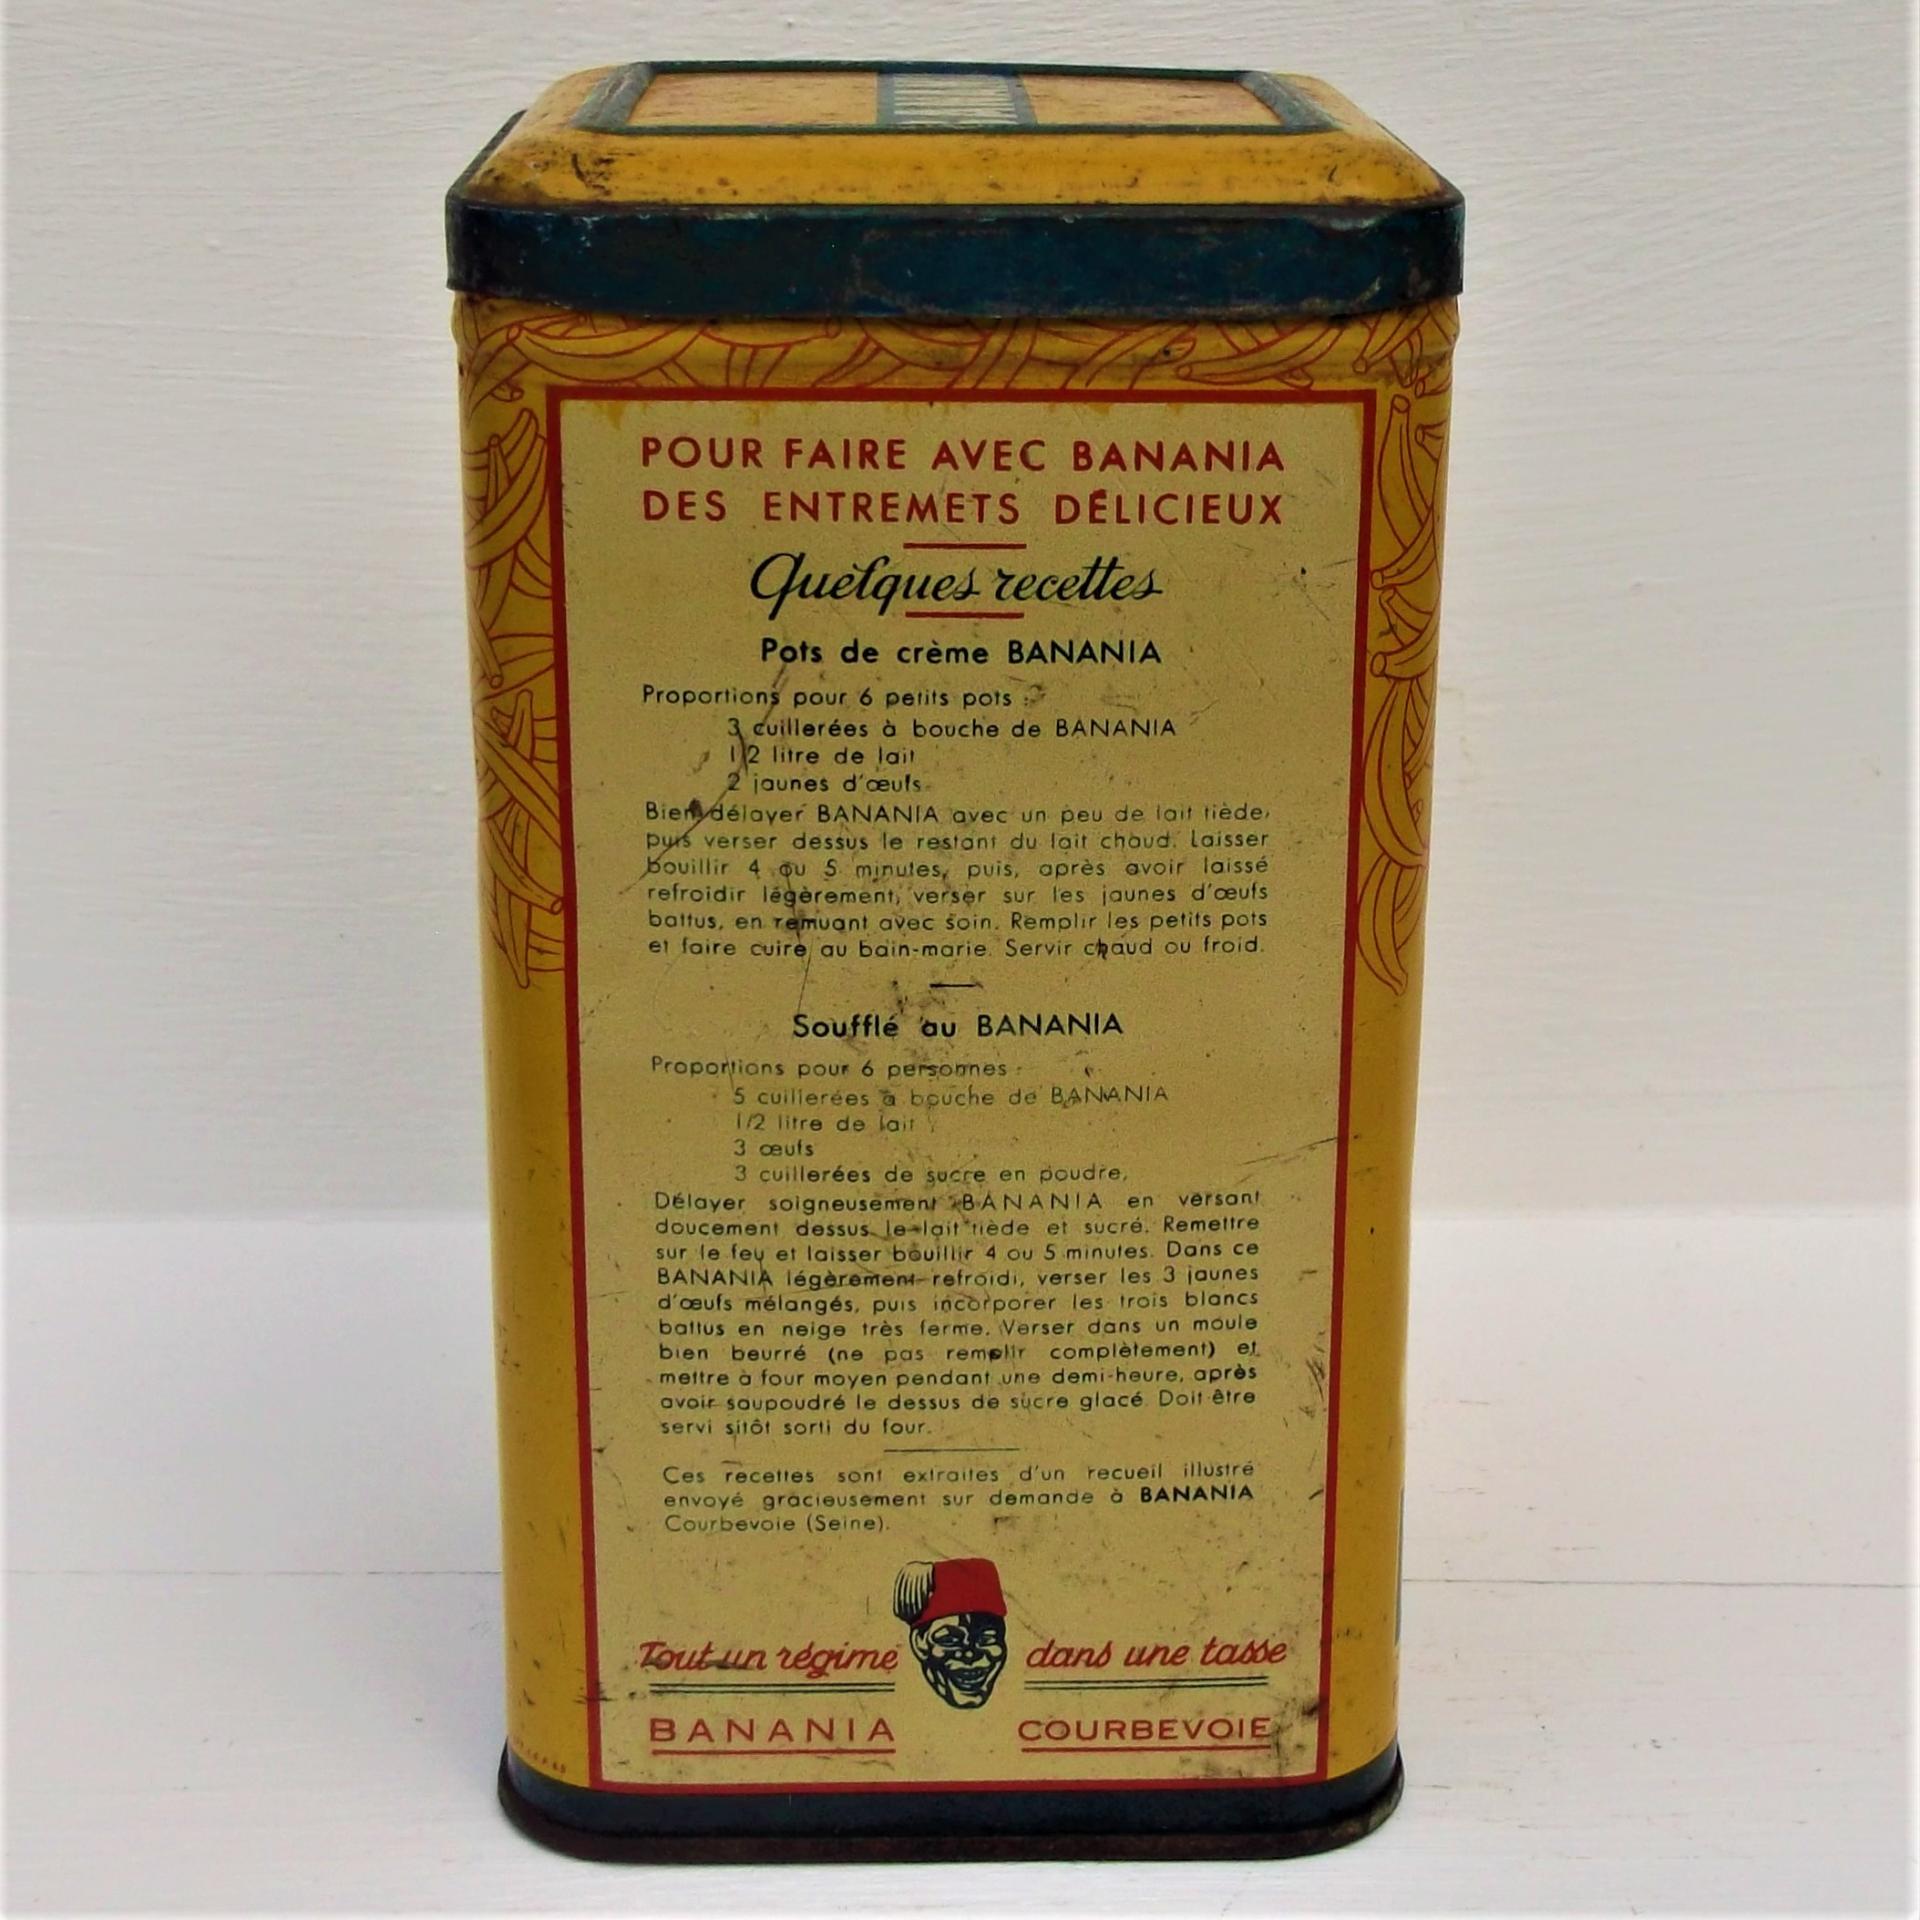 BANANIA
POUR FAIRE AVEC BANANIA
DES ENTREMETS DÉLICIEUX
Quelques recettes
Pots de crème BANANIA
Proportions pour 6 petits pots :
3 cuillerées à bouche de BANANIA
1/2 litre de lait
2 jaunes d'œufs
Bien délayer BANANIA avec un peu de lait tiède,
puis verser dessus le restant du lait chaud. Laisser
bouillir 4 ou 5 minutes, puis, après avoir laissé
refroidir légèrement, verser sur les jaunes d'œufs
battus, en remuant avec soin. Remplir les petits pots
et faire cuire au bain-marie. Servir chaud ou froid.
Soufflé au BANANIA
Proportions pour 6 personnes :
5 cuillerées à bouche de BANANIA
1/2 litre de lait
3 œufs
3 cuillerées de sucre en poudre,
Délayer soigneusement BANANIA en versant
doucement dessus le lait tiède et sucré. Remettre
sur le feu et laisser bouillir 4 ou 5 minutes. Dans ce
BANANIA légèrement refroidi, verser les 3 jaunes
d'œufs mélangés, puis incorporer les trois blancs
battus en neige très ferme. Verser dans un moule
bien beurré (ne pas remplir complètement) et
mettre à four moyen pendant une demi-heure, après
avoir saupoudré le dessus de sucre glacé. Doit être
servi sitôt sorti du four.
Ces recettes sont extraites d'un recueil illustré
envoyé gracieusement sur demande à BANANIA
Courbevoie (Seine).
Tout un régime dans une tasse
BANANIA COURBEVOIE